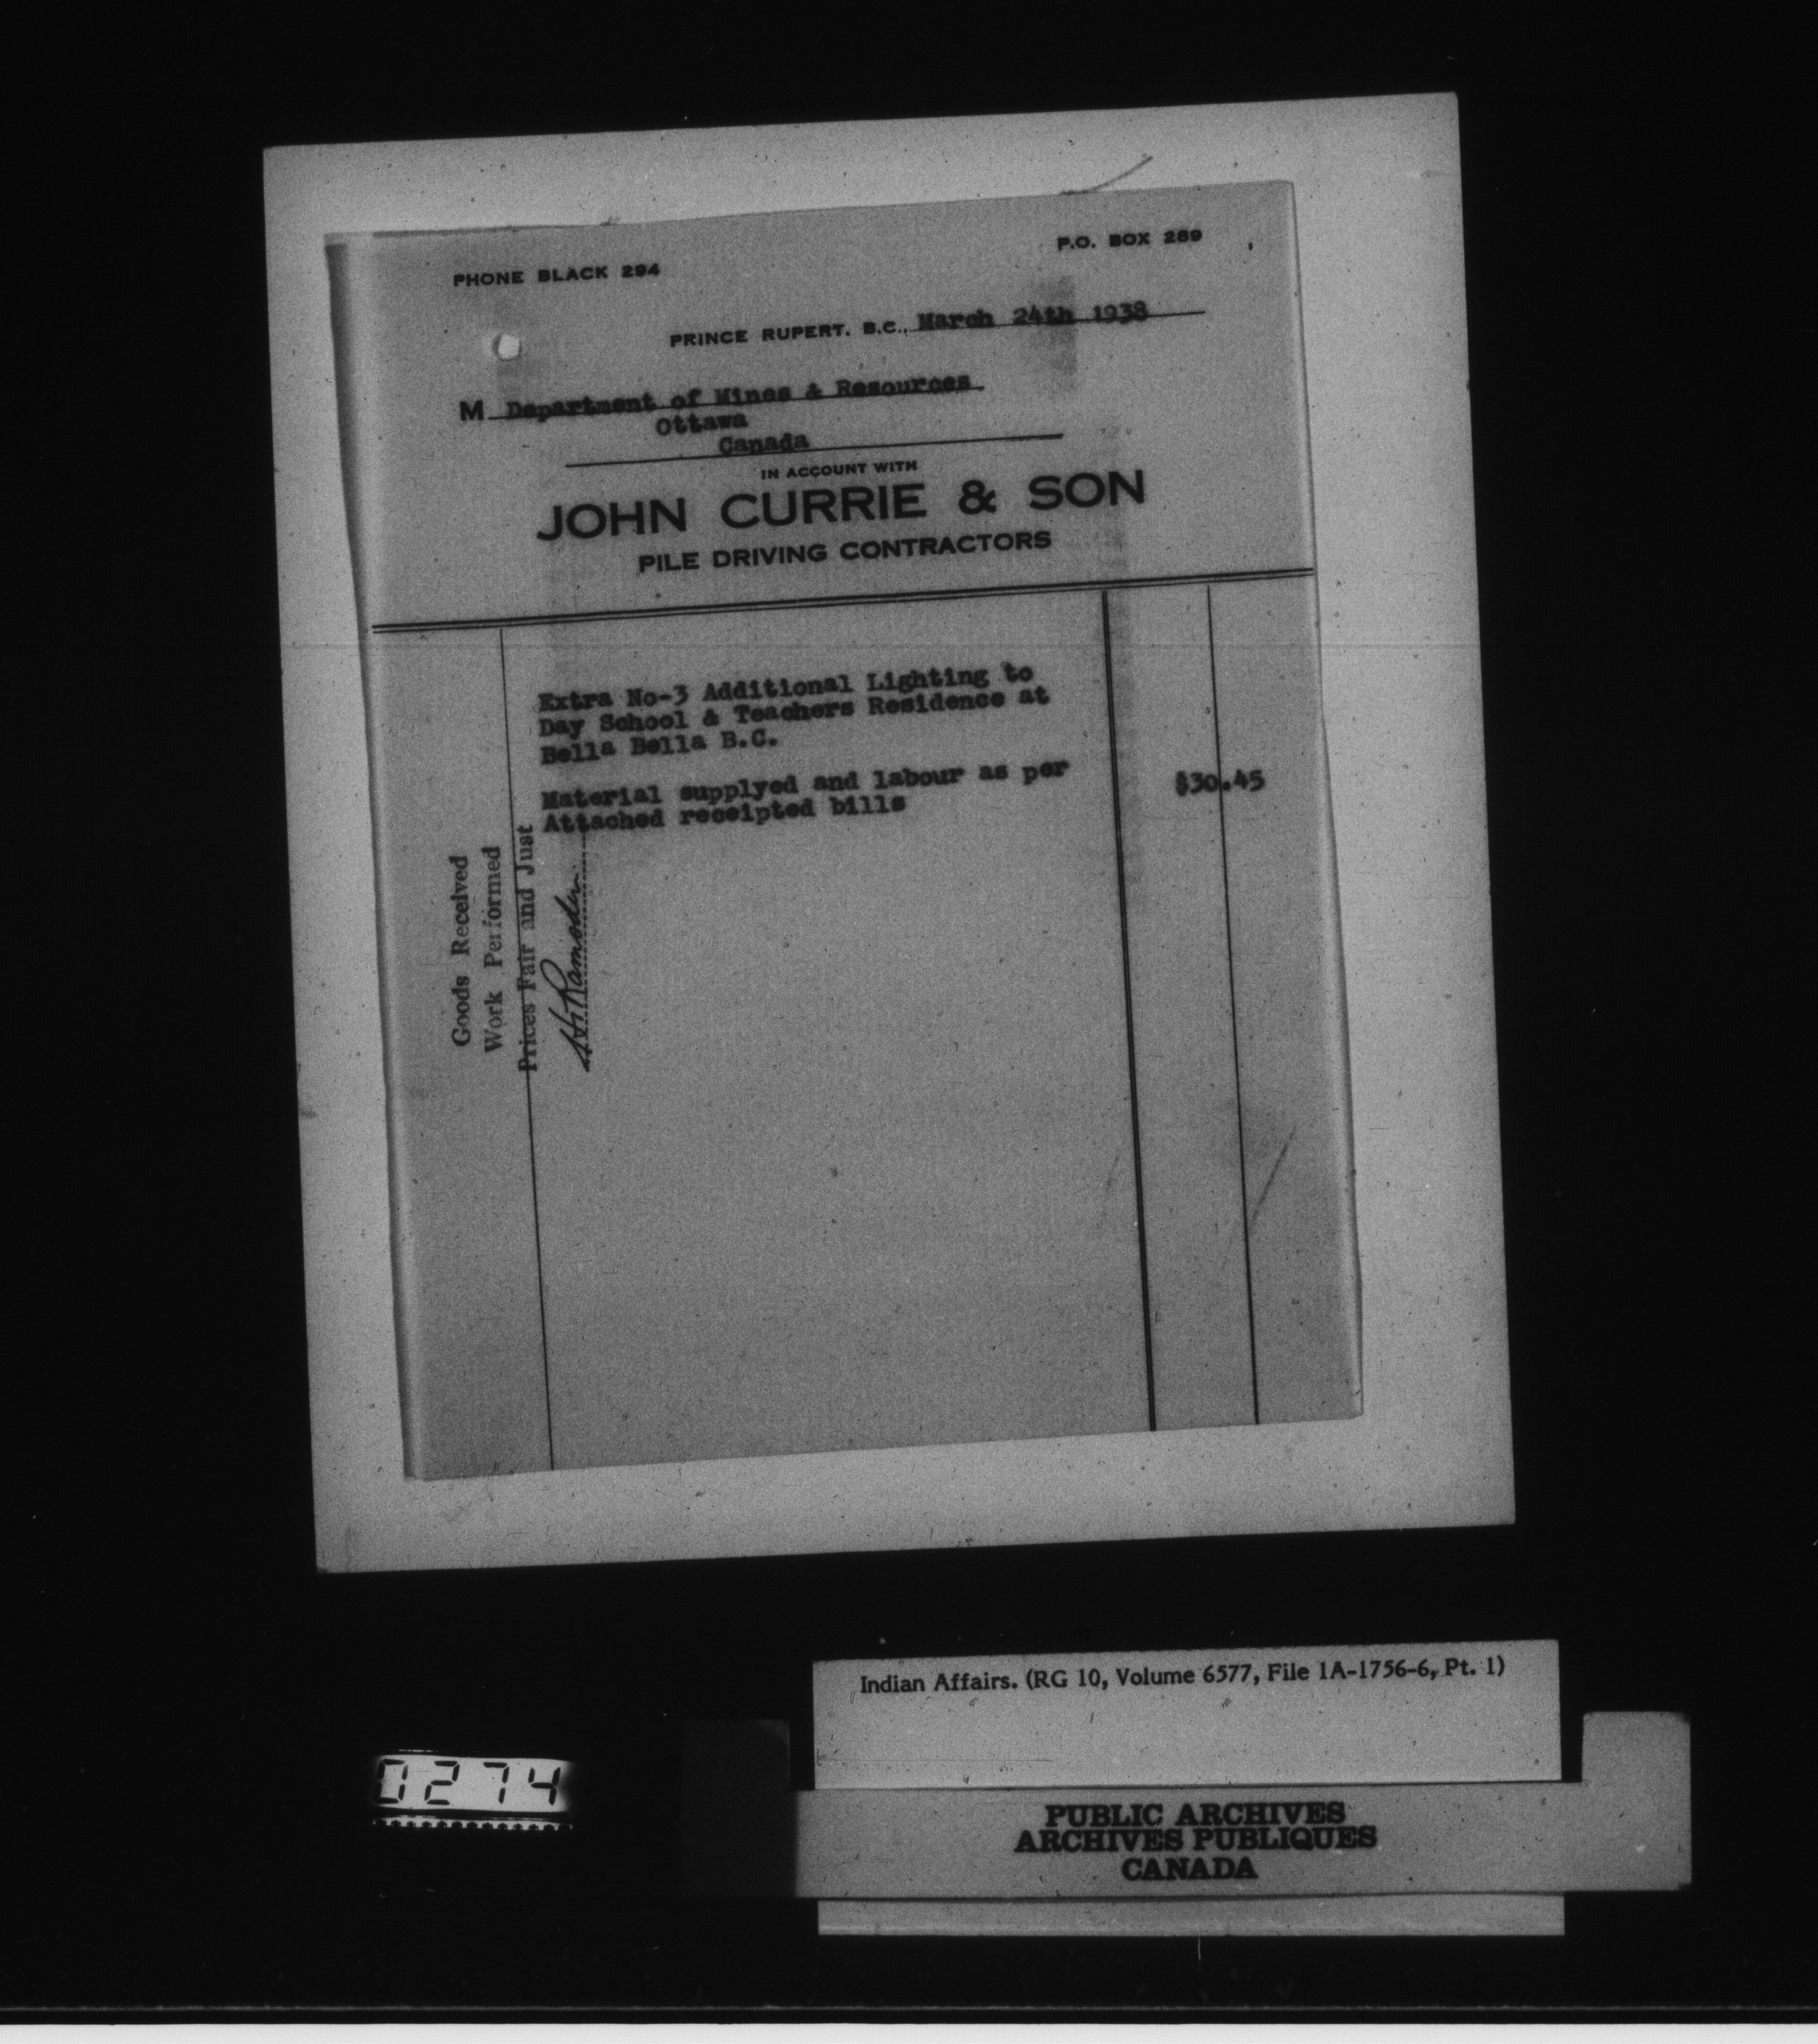 PHONE BLACK 294
P.O. BOX 289
PRINCE RUPERT, B.C., March 24th 1938
M Department of Mines & Resources
Ottawa
Canada
IN ACCOUNT WITH
JOHN CURRIE & SON
PILE DRIVING CONTRACTORS
Extra No-3 Additional Lighting to
Day School & Teachers Residence at
Bella Bella B.C.
Material supplyed and labour as per
Attached receipted bills
$30.45
Goods Received
Work Performed
Prices Fair and Just
Indian Affairs. (RG 10, Volume 6577, File 1A-1756-6, Pt. 1)
0274
PUBLIC ARCHIVES
ARCHIVES PUBLIQUES
CANADA